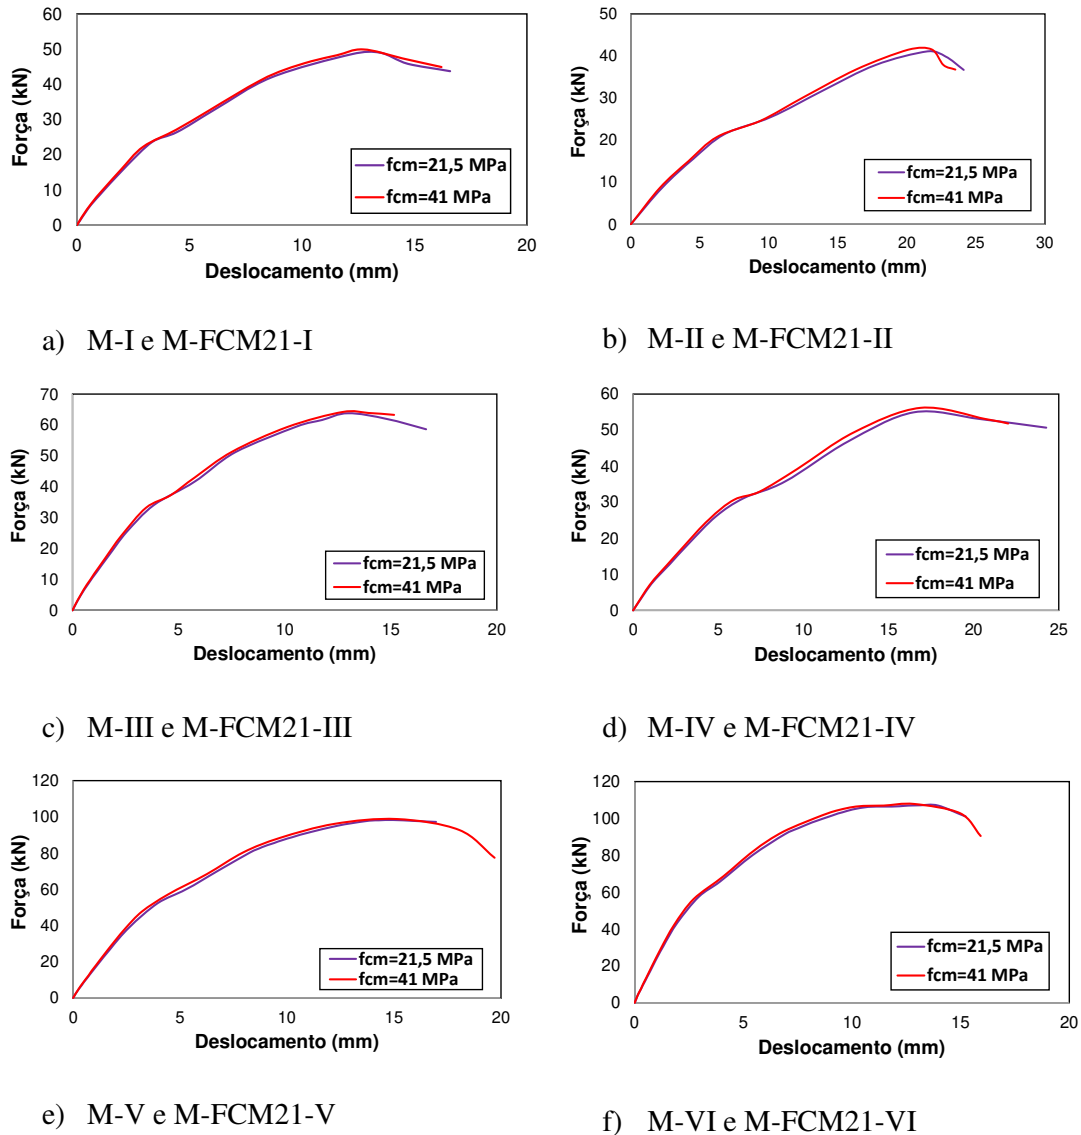 60
50
40
30
20
10
0
Força (kN)
0 5 10 15 20
Deslocamento (mm)
fcm=21,5 MPa
fcm=41 MPa
a) M-I e M-FCM21-I
50
40
30
20
10
0
Força (kN)
0 5 10 15 20 25 30
Deslocamento (mm)
fcm=21,5 MPa
fcm=41 MPa
b) M-II e M-FCM21-II
70
60
50
40
30
20
10
0
Força (kN)
0 5 10 15 20
Deslocamento (mm)
fcm=21,5 MPa
fcm=41 MPa
c) M-III e M-FCM21-III
60
50
40
30
20
10
0
Força (kN)
0 5 10 15 20 25
Deslocamento (mm)
fcm=21,5 MPa
fcm=41 MPa
d) M-IV e M-FCM21-IV
120
100
80
60
40
20
0
Força (kN)
0 5 10 15 20
Deslocamento (mm)
fcm=21,5 MPa
fcm=41 MPa
e) M-V e M-FCM21-V
120
100
80
60
40
20
0
Força (kN)
0 5 10 15 20
Deslocamento (mm)
fcm=21,5 MPa
fcm=41 MPa
f) M-VI e M-FCM21-VI